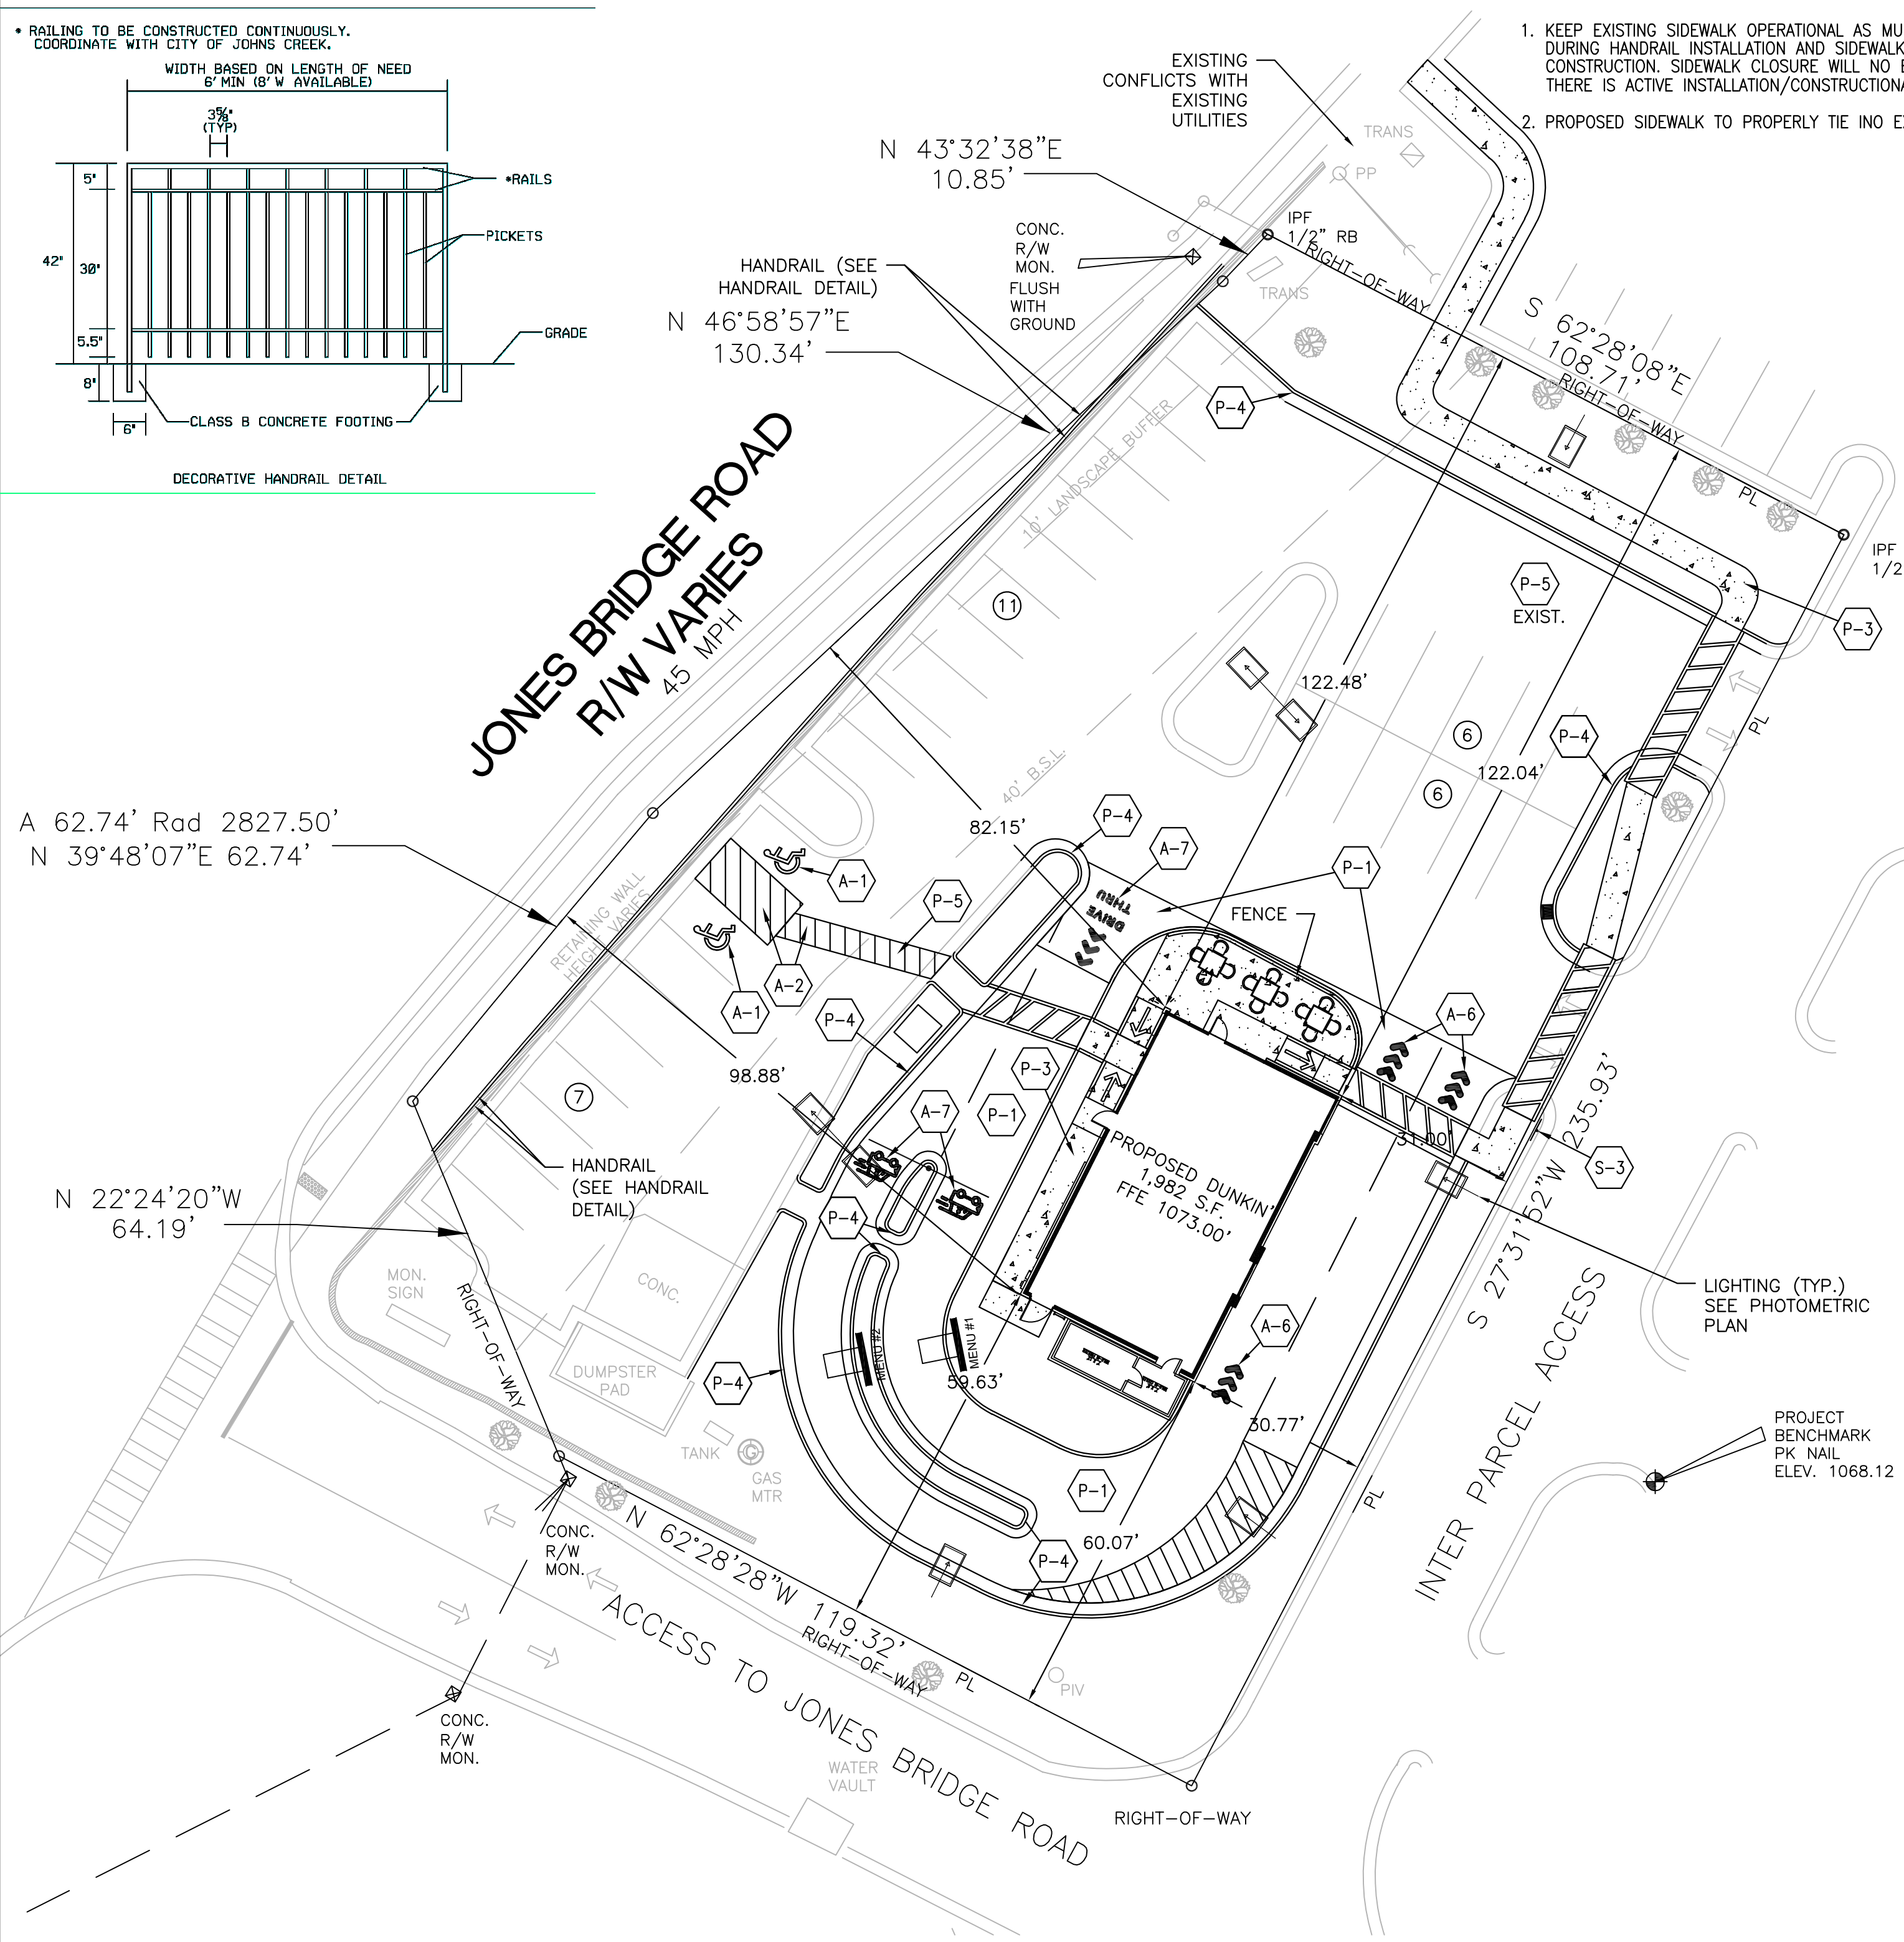 * RAILING TO BE CONSTRUCTED CONTINUOUSLY.
COORDINATE WITH CITY OF JOHNS CREEK.
WIDTH BASED ON LENGTH OF NEED
6' MIN (8' W AVAILABLE)
3⅝"
(TYP)
5"
*RAILS
PICKETS
42"
30"
5.5"
GRADE
8"
CLASS B CONCRETE FOOTING
6"
DECORATIVE HANDRAIL DETAIL
1. KEEP EXISTING SIDEWALK OPERATIONAL AS MU
DURING HANDRAIL INSTALLATION AND SIDEWALK
CONSTRUCTION. SIDEWALK CLOSURE WILL NO
THERE IS ACTIVE INSTALLATION/CONSTRUCTION
2. PROPOSED SIDEWALK TO PROPERLY TIE INO
EXISTING
CONFLICTS WITH
EXISTING
UTILITIES
TRANS
PP
N 43°32'38"E
10.85'
IPF
1/2" RB
CONC.
R/W
MON.
FLUSH
WITH
GROUND
TRANS
RIGHT-OF-WAY
HANDRAIL (SEE
HANDRAIL DETAIL)
N 46°58'57"E
130.34'
S 62°28'08"E
108.71'
RIGHT-OF-WAY
PL
P-4
10' LANDSCAPE BUFFER
JONES BRIDGE ROAD
R/W VARIES
45 MPH
IPF
1/2
P-5
EXIST.
P-3
11
122.48'
6
P-4
PL
122.04'
6
40' B.S.L.
82.15'
P-4
A-7
A 62.74' Rad 2827.50'
N 39°48'07"E 62.74'
A-1
P-1
P-5
DRIVE
THRU
FENCE
RETAINING WALL
HEIGHT VARIES
A-2
A-1
P-4
A-6
98.88'
P-3
7
A-7
P-1
31.00'
S-3
S 27°31'52"W 235.93'
HANDRAIL
(SEE HANDRAIL
DETAIL)
PROPOSED DUNKIN'
1,982 S.F.
FFE 1073.00'
N 22°24'20"W
64.19'
P-4
MON.
SIGN
CONC.
RIGHT-OF-WAY
LIGHTING (TYP.)
SEE PHOTOMETRIC
PLAN
MENU #2
MENU #1
A-6
DUMPSTER
PAD
P-4
59.63'
30.77'
INTER PARCEL ACCESS
PROJECT
BENCHMARK
PK NAIL
ELEV. 1068.12
TANK
G
GAS
MTR
P-1
PL
CONC.
R/W
MON.
N 62°28'28"W 119.32'
RIGHT-OF-WAY
PL
P-4
60.07'
PIV
ACCESS TO JONES BRIDGE ROAD
CONC.
R/W
MON.
WATER
VAULT
RIGHT-OF-WAY